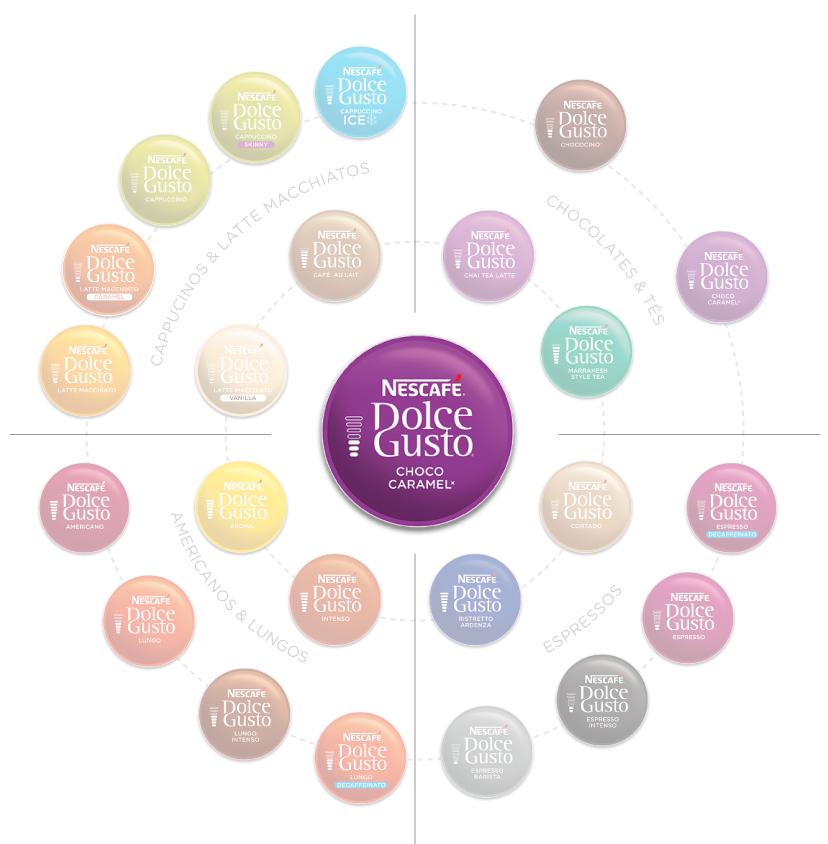 NESCAFÉ
Dolce
Gusto
CAPPUCCINO
ICE
NESCAFÉ
Dolce
Gusto
CAPPUCCINO
SKINNY
NESCAFÉ
Dolce
Gusto
CAPPUCCINO
NESCAFÉ
Dolce
Gusto
LATTE MACCHIATO
CARAMEL
NESCAFÉ
Dolce
Gusto
LATTE MACCHIATO
CAPPUCINOS & LATTE MACCHIATOS
NESCAFÉ
Dolce
Gusto
CAFÉ AU LAIT
NESCAFÉ
Dolce
Gusto
LATTE MACCHIATO
VANILLA
NESCAFÉ
Dolce
Gusto
CHOCOCINO
NESCAFÉ
Dolce
Gusto
CHOCO
CARAMEL
CHOCOLATES & TÉS
NESCAFÉ
Dolce
Gusto
CHAI TEA LATTE
NESCAFÉ
Dolce
Gusto
MARRAKESH
STYLE TEA
NESCAFÉ
Dolce
Gusto
CHOCO
CARAMEL*
NESCAFÉ
Dolce
Gusto
AMERICANO
NESCAFÉ
Dolce
Gusto
AROMA
AMERICANOS & LUNGOS
NESCAFÉ
Dolce
Gusto
INTENSO
NESCAFÉ
Dolce
Gusto
LUNGO
NESCAFÉ
Dolce
Gusto
LUNGO
INTENSO
NESCAFÉ
Dolce
Gusto
LUNGO
DECAFFEINATO
NESCAFÉ
Dolce
Gusto
CORTADO
NESCAFÉ
Dolce
Gusto
ESPRESSO
DECAFFEINATO
NESCAFÉ
Dolce
Gusto
RISTRETTO
ARDENZA
ESPRESSOS
NESCAFÉ
Dolce
Gusto
ESPRESSO
NESCAFÉ
Dolce
Gusto
ESPRESSO
INTENSO
NESCAFÉ
Dolce
Gusto
ESPRESSO
BARISTA